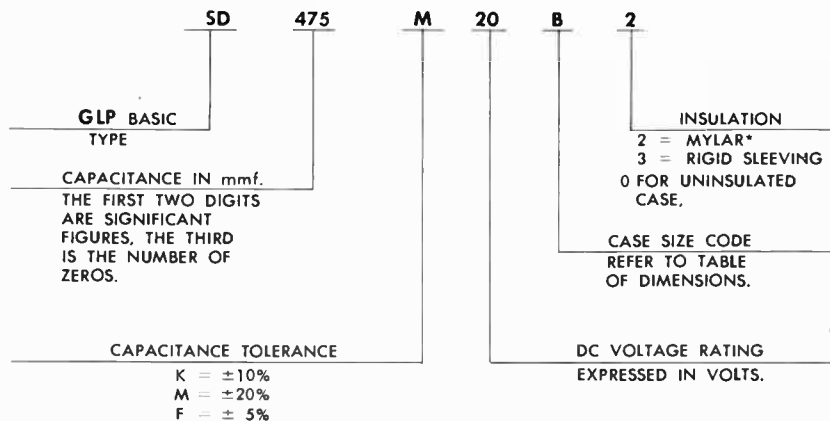 SD 475 M 20 B 2
GLP BASIC
TYPE
CAPACITANCE IN mmf.
THE FIRST TWO DIGITS
ARE SIGNIFICANT
FIGURES, THE THIRD
IS THE NUMBER OF
ZEROS.
CAPACITANCE TOLERANCE
K = ±10%
M = ±20%
F = ± 5%
INSULATION
2 = MYLAR*
3 = RIGID SLEEVING
0 FOR UNINSULATED
CASE,
CASE SIZE CODE
REFER TO TABLE
OF DIMENSIONS.
DC VOLTAGE RATING
EXPRESSED IN VOLTS.